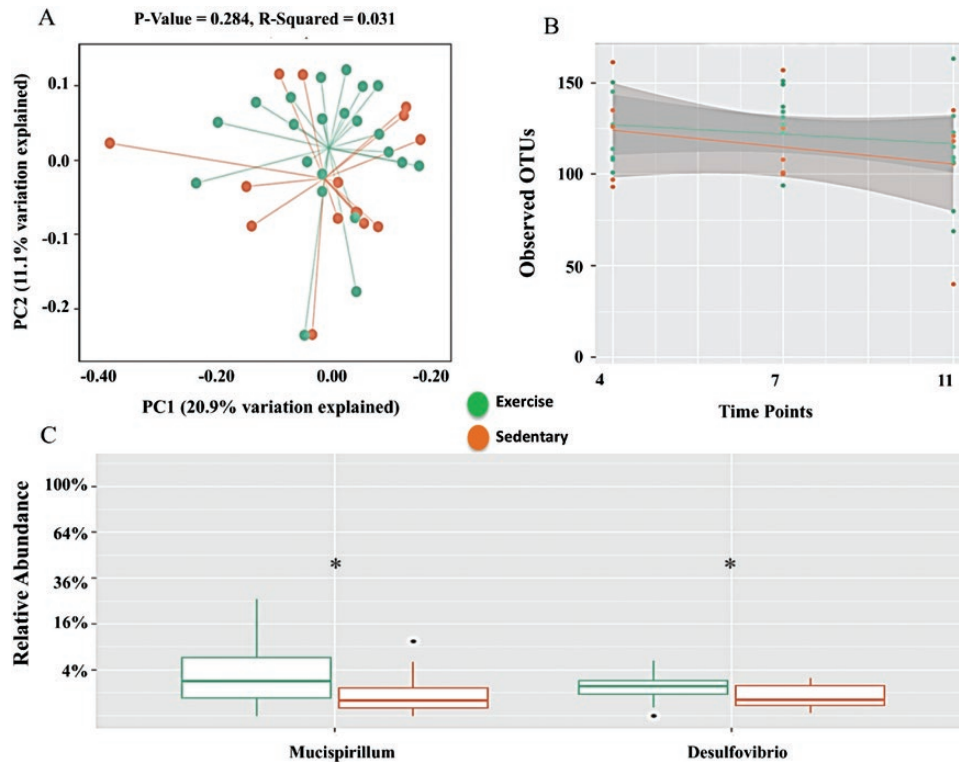 A
P-Value = 0.284, R-Squared = 0.031
PC2 (11.1% variation explained)
0.1
0.0
-0.1
-0.2
-0.40
-0.20
0.00
-0.20
PC1 (20.9% variation explained)
B
Observed OTUs
150
100
50
0
4
7
11
Time Points
Exercise
Sedentary
C
Relative Abundance
100%
64%
36%
16%
4%
*
*
Mucispirillum
Desulfovibrio